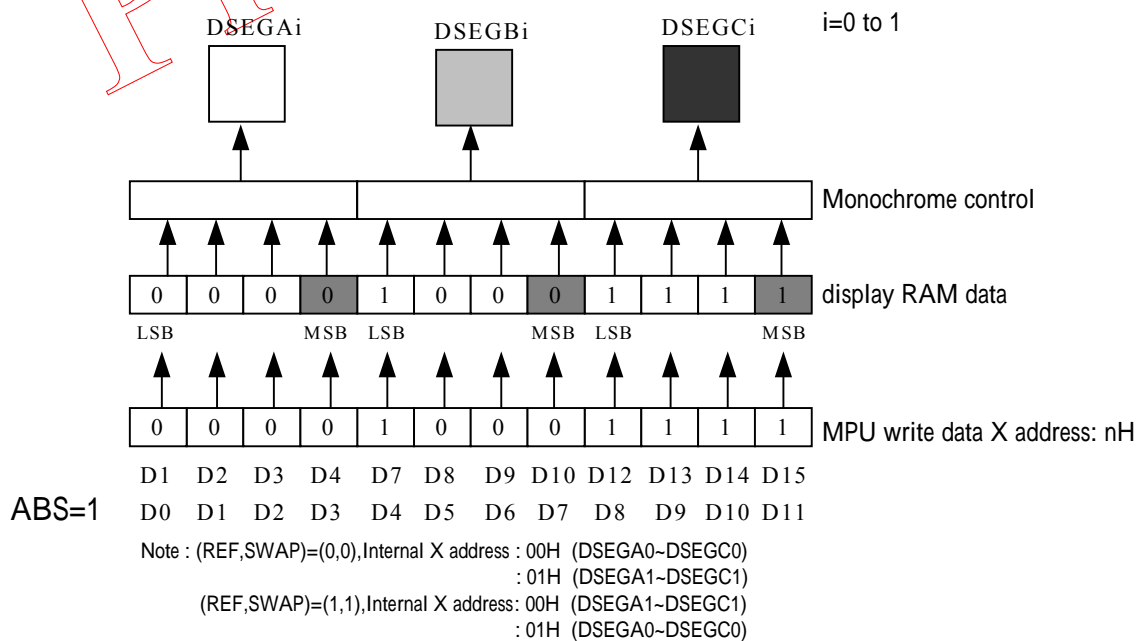 DSEGAi DSEGBi DSEGCi i=0 to 1
Monochrome control
0 0 0 0 1 0 0 0 1 1 1 1 display RAM data
LSB MSB LSB MSB LSB MSB
0 0 0 0 1 0 0 0 1 1 1 1 MPU write data X address: nH
D1 D2 D3 D4 D7 D8 D9 D10 D12 D13 D14 D15
ABS=1 D0 D1 D2 D3 D4 D5 D6 D7 D8 D9 D10 D11
Note : (REF,SWAP)=(0,0),Internal X address : 00H (DSEGA0~DSEGC0)
: 01H (DSEGA1~DSEGC1)
(REF,SWAP)=(1,1),Internal X address: 00H (DSEGA1~DSEGC1)
: 01H (DSEGA0~DSEGC0)